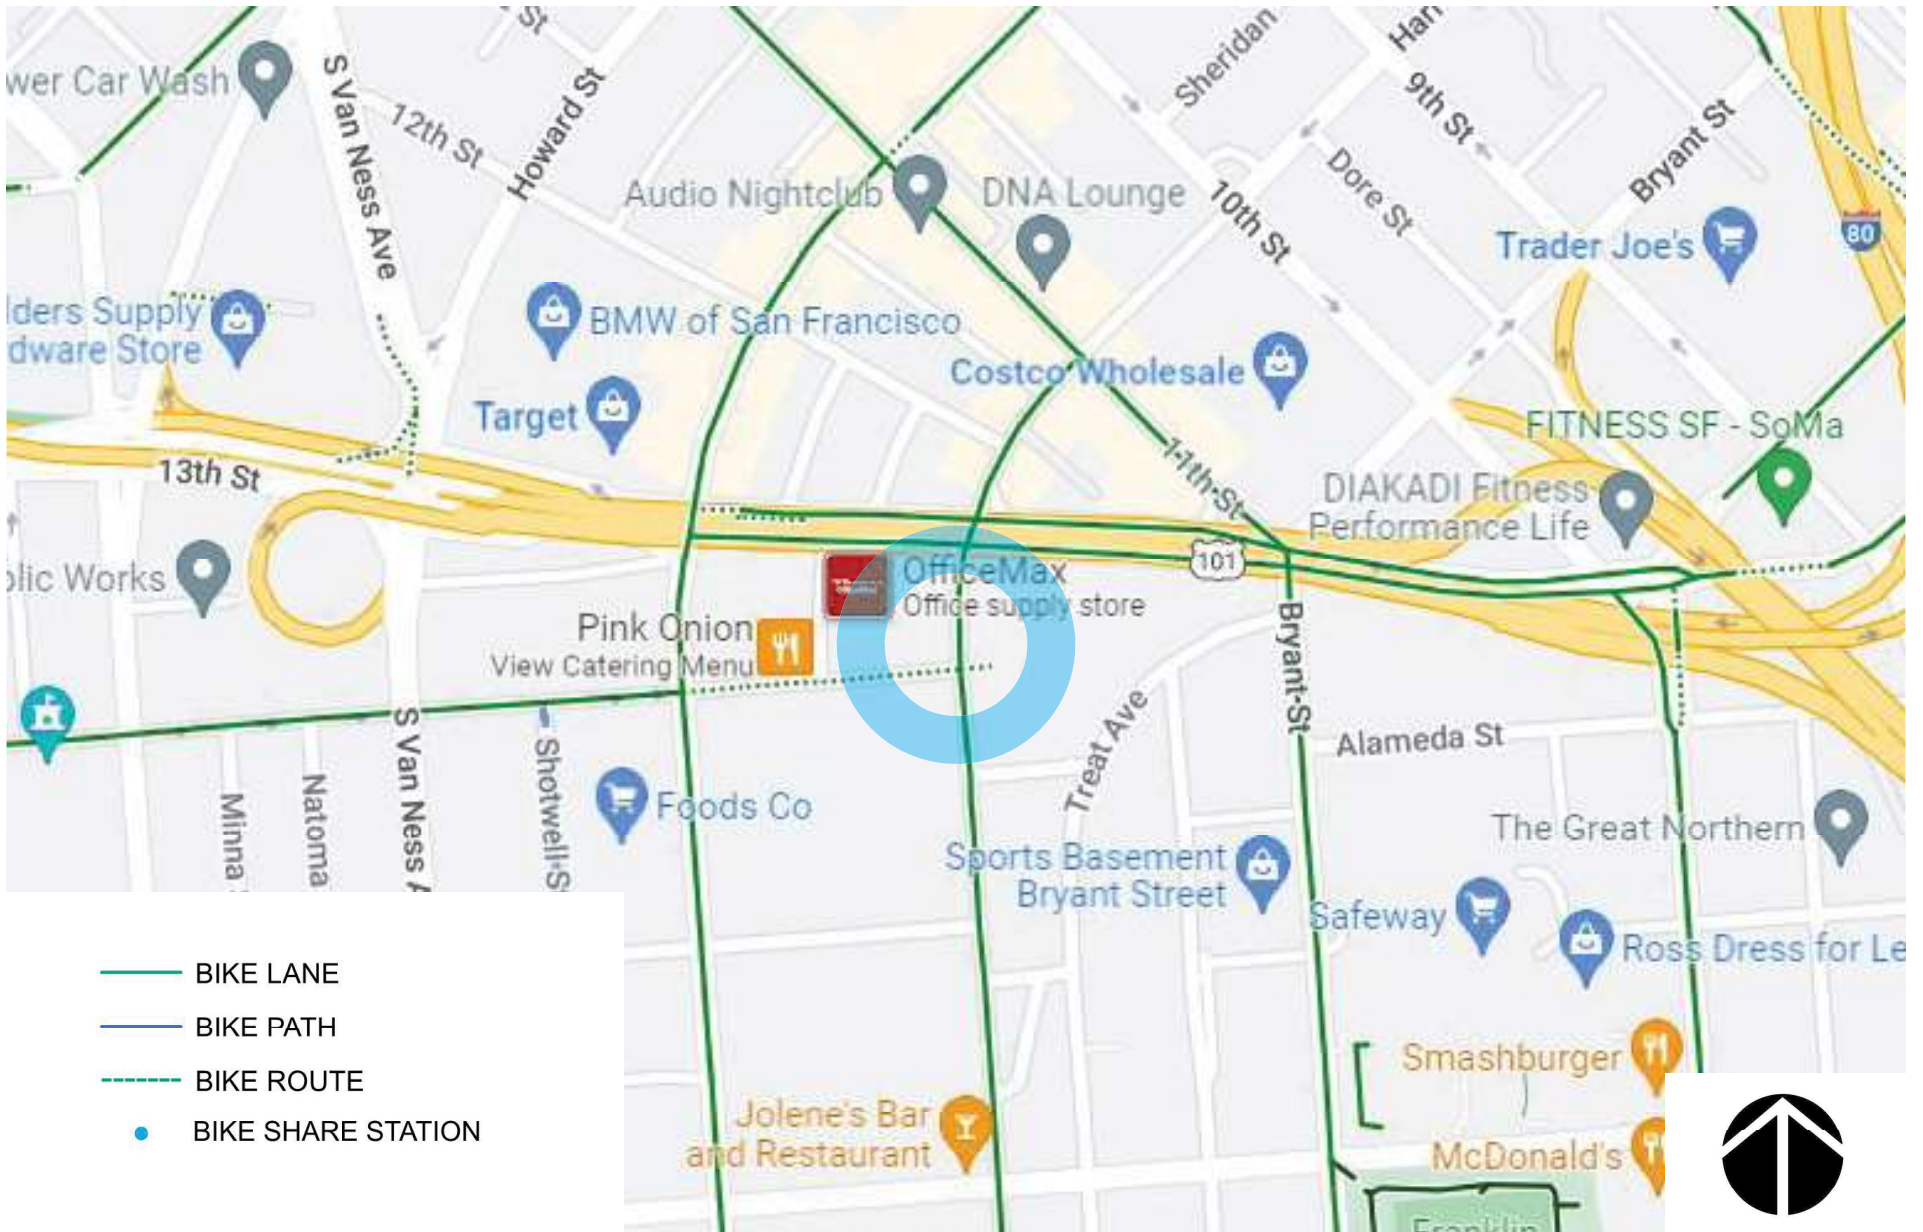 St
wer Car Wash
S Van Ness Ave
12th St
Howard St
Sheridan
Harr
9th St
Bryant St
Audio Nightclub
DNA Lounge
10th St
Dore St
Trader Joe's
80
lders Supply
dware Store
BMW of San Francisco
Costco Wholesale
Target
FITNESS SF - SoMa
13th St
11th St
DIAKADI Fitness
Performance Life
101
olic Works
OfficeMax
Office supply store
Pink Onion
View Catering Menu
Bryant St
Treat Ave
Alameda St
S Van Ness A
Shotwell S
Minna S
Natoma
Foods Co
The Great Northern
Sports Basement
Bryant Street
Safeway
Ross Dress for Le
BIKE LANE
BIKE PATH
BIKE ROUTE
BIKE SHARE STATION
Smashburger
Jolene's Bar
and Restaurant
McDonald's
Franklin